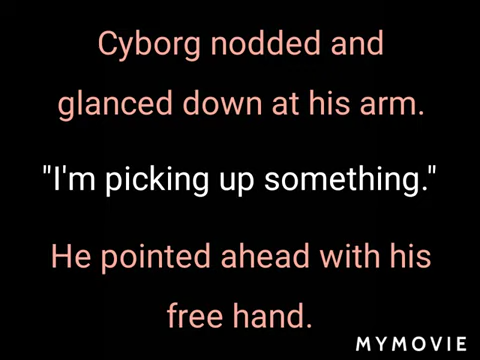 Cyborg nodded and
glanced down at his arm.
"I'm picking up something."
He pointed ahead with his
free hand.
MYMOVIE